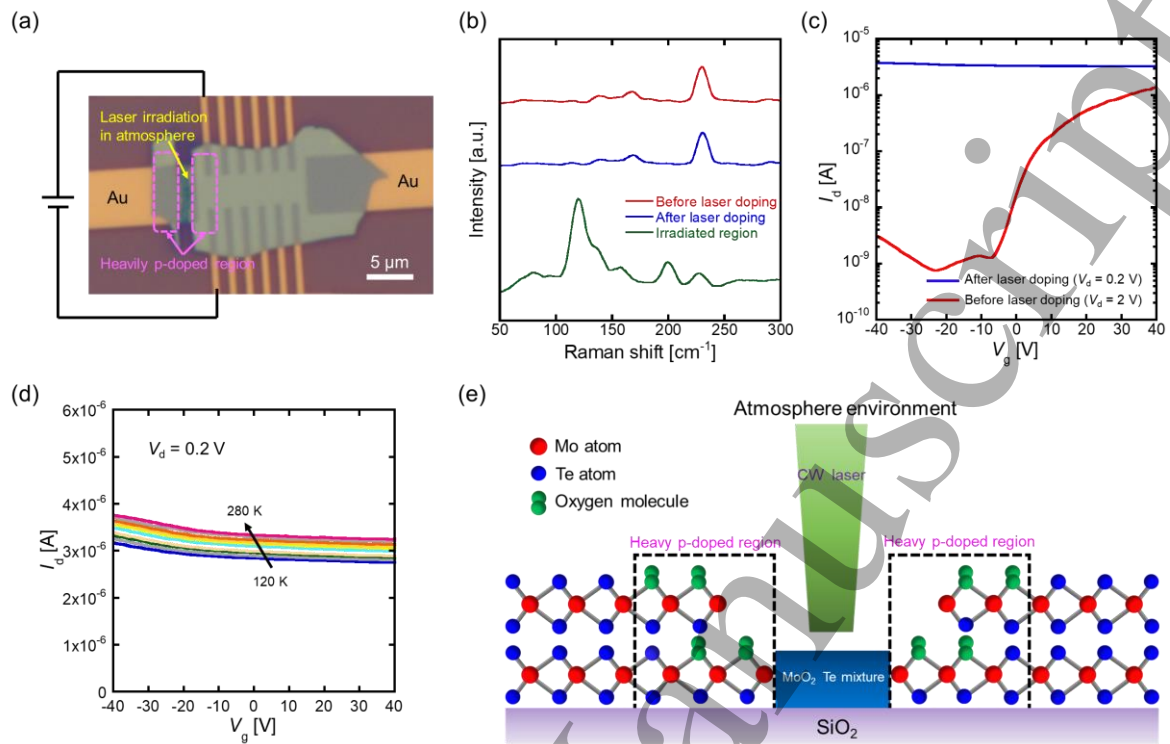 (a)
Laser irradiation
in atmosphere
Au
Au
Heavily p-doped region
5 μm
(b)
Intensity [a.u.]
Before laser doping
After laser doping
Irradiated region
50 100 150 200 250 300
Raman shift [cm⁻¹]
(c)
10⁻⁵
10⁻⁶
10⁻⁷
10⁻⁸
10⁻⁹
10⁻¹⁰
I_d [A]
After laser doping (V_d = 0.2 V)
Before laser doping (V_d = 2 V)
-40 -30 -20 -10 0 10 20 30 40
V_g [V]
(d)
6x10⁻⁶
5x10⁻⁶
4x10⁻⁶
3x10⁻⁶
2x10⁻⁶
1x10⁻⁶
0
I_d [A]
V_d = 0.2 V
280 K
120 K
-40 -30 -20 -10 0 10 20 30 40
V_g [V]
(e)
Atmosphere environment
Mo atom
Te atom
Oxygen molecule
CW laser
Heavy p-doped region
Heavy p-doped region
MoO₂ Te mixture
SiO₂